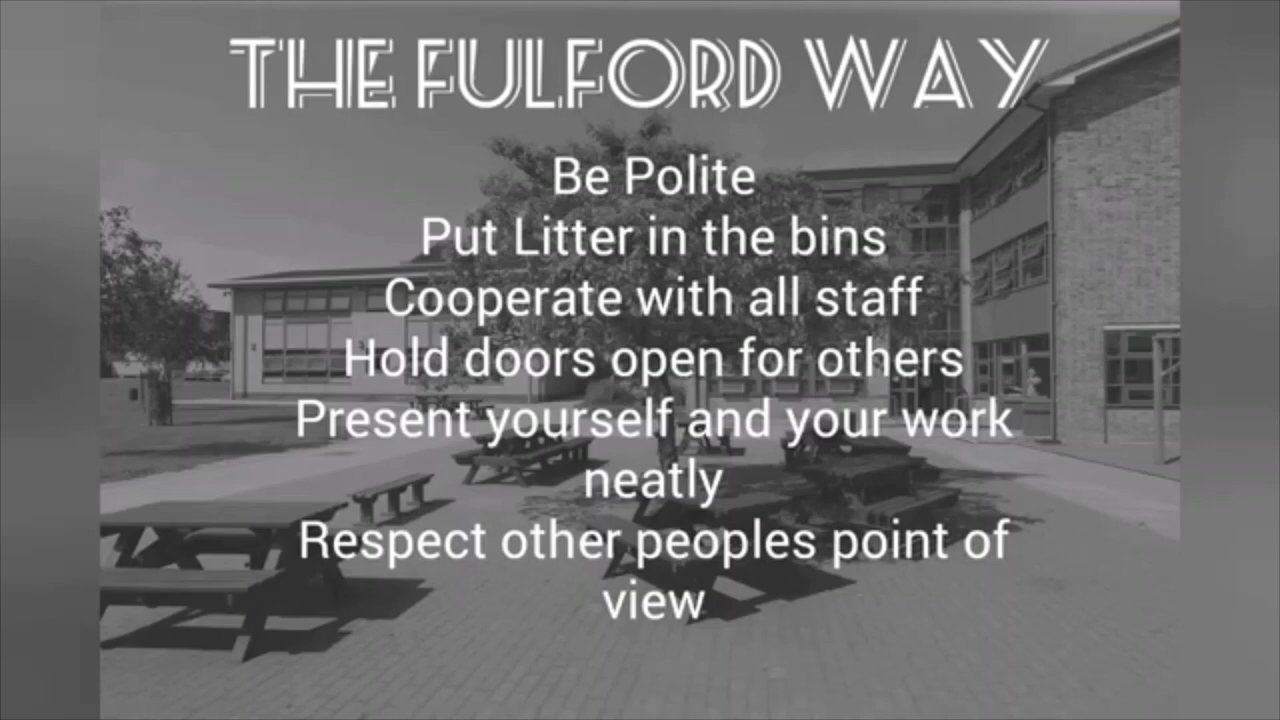 THE FULFORD WAY
Be Polite
Put Litter in the bins
Cooperate with all staff
Hold doors open for others
Present yourself and your work
neatly
Respect other peoples point of
view